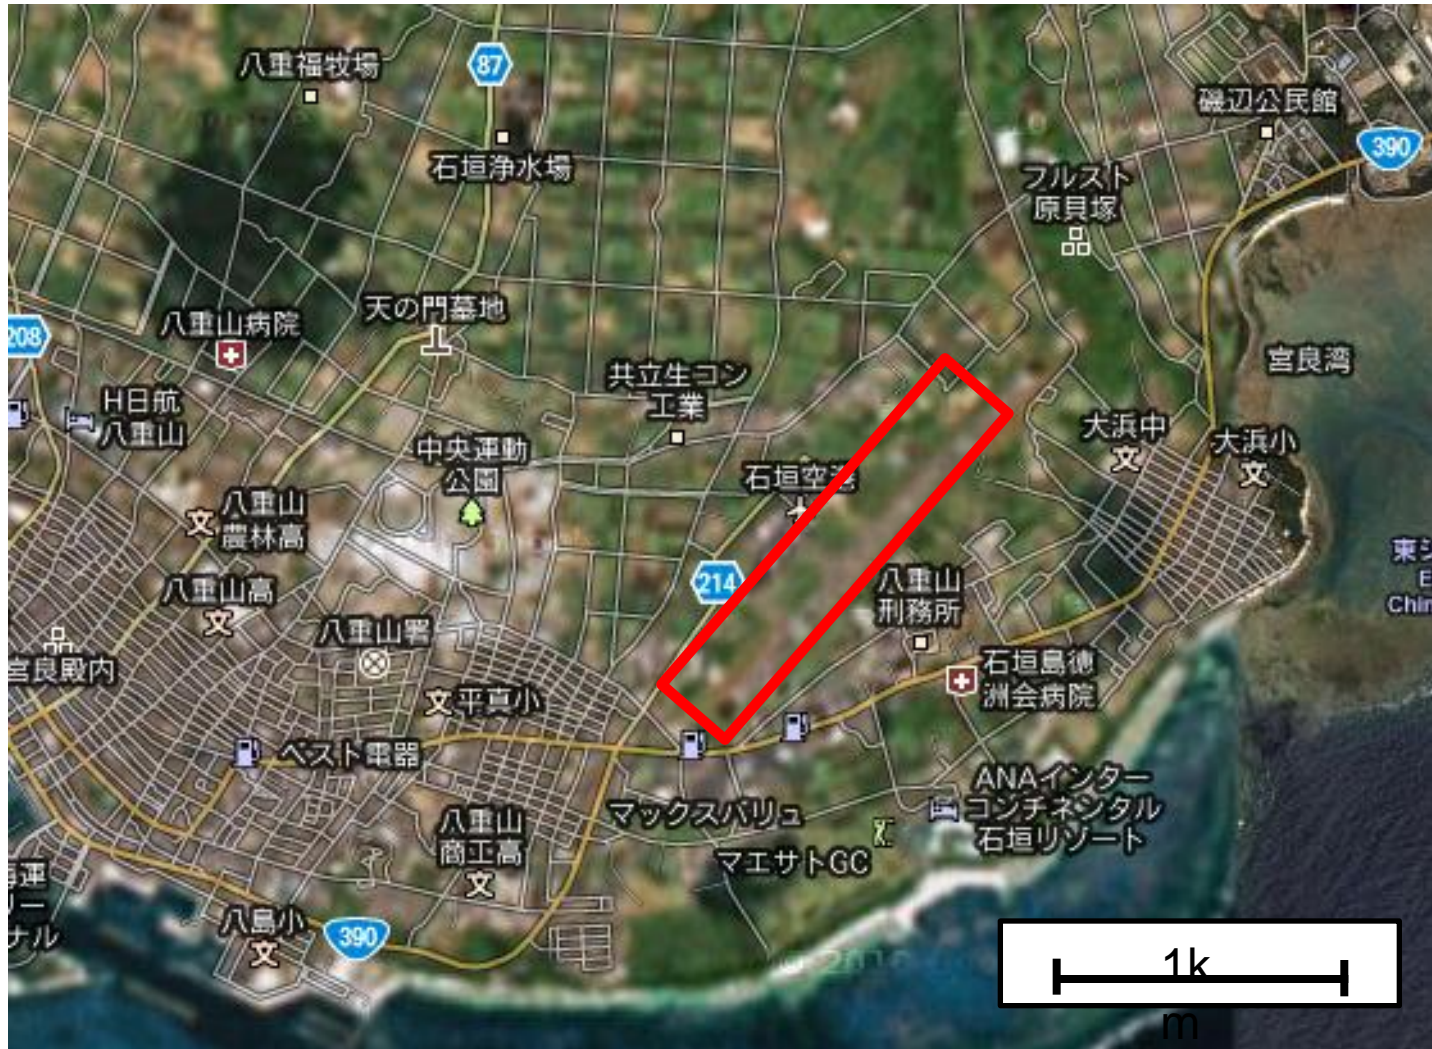 八重福牧場
87
石垣浄水場
磯辺公民館
390
フルスト
原貝塚
天の門墓地
208
八重山病院
宮良湾
共立生コン
工業
H日航
八重山
中央運動
公園
大浜中
大浜小
石垣空港
八重山
農林高
214
八重山
刑務所
八重山高
八重山署
宮良殿内
平真小
石垣島徳
洲会病院
ベスト電器
ANAインター
コンチネンタル
石垣リゾート
マックスバリュ
八重山
商工高
マエサトGC
八島小
390
1k
m